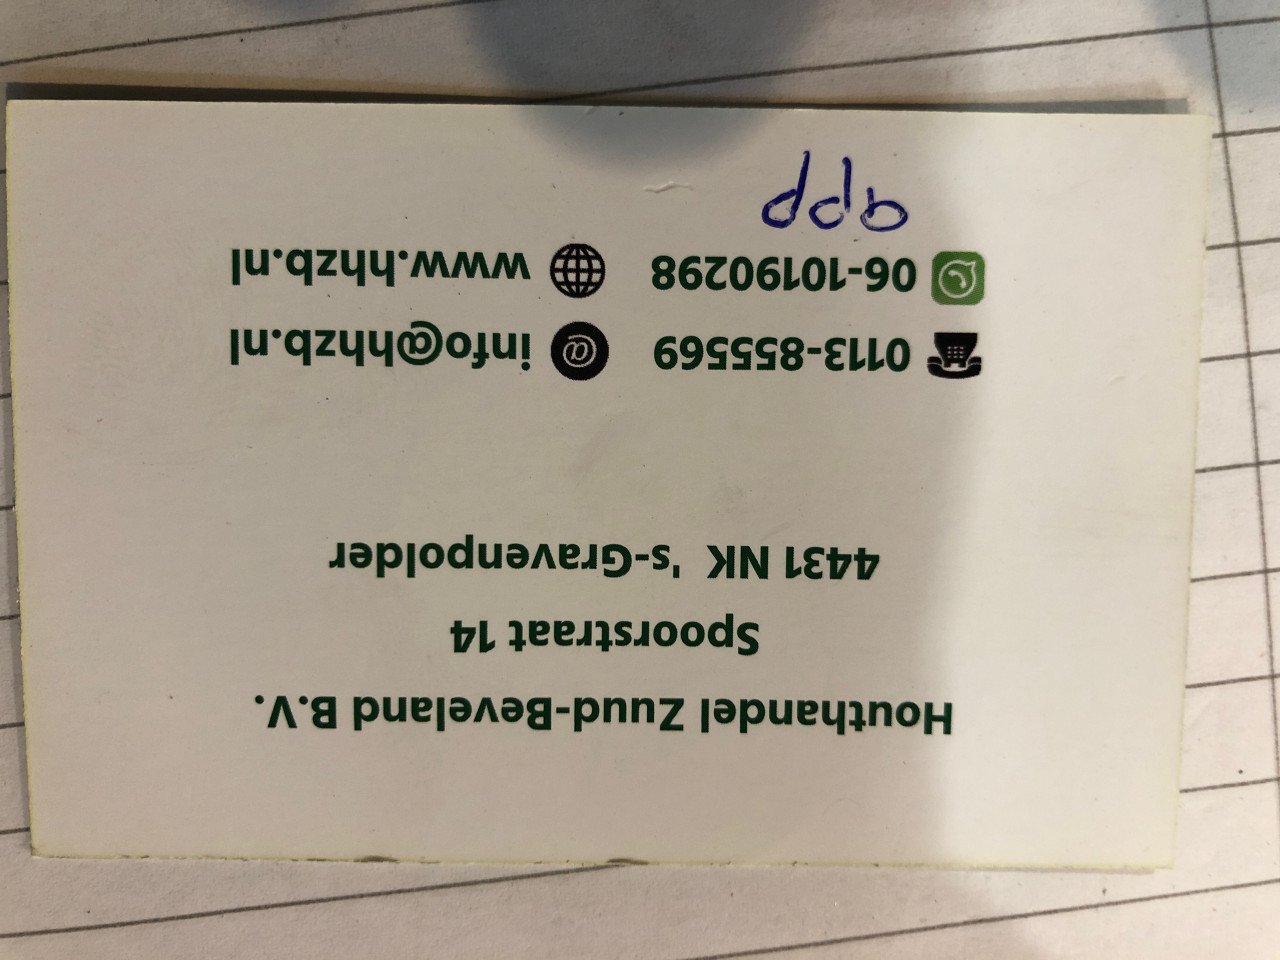 Houthandel Zuud-Beveland B.V.
Spoorstraat 14
4431 NK 's-Gravenpolder
0113-855569 info@hhzb.nl
06-10190298 www.hhzb.nl
app